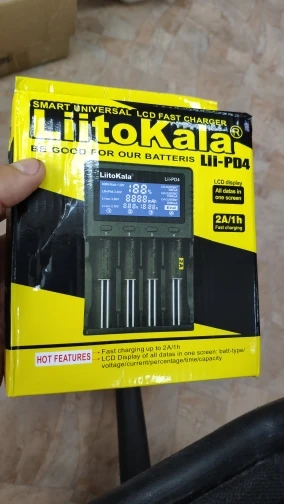 SMART UNIVERSAL LCD FAST CHARGER
LiitoKala®
BE GOOD FOR OUR BATTERIS Lii-PD4
LCD display
All datas in
one screen
2A/1h
Fast charging
LiitoKala® Lii-PD4
188%
8888mAh
HOT FEATURES
Fast charging up to 2A/1h
LCD Display of all datas in one screen: batt-type/
voltage/current/percentage/time/capacity